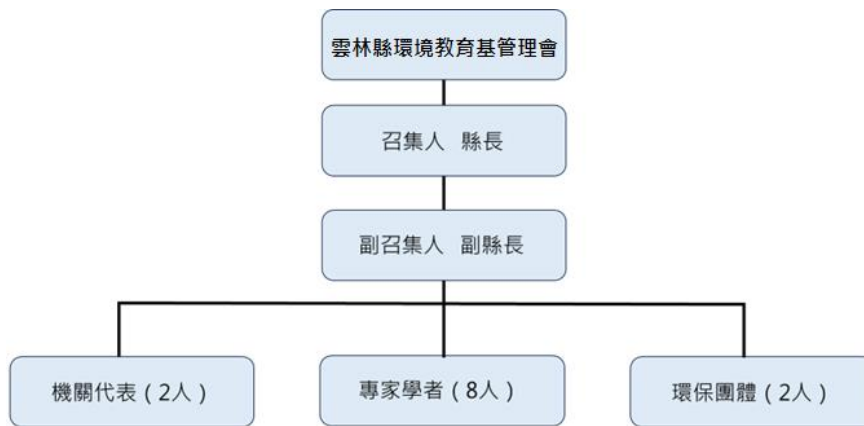 雲林縣環境教育基管理會
召集人 縣長
副召集人 副縣長
機關代表(2人)
專家學者(8人)
環保團體(2人)